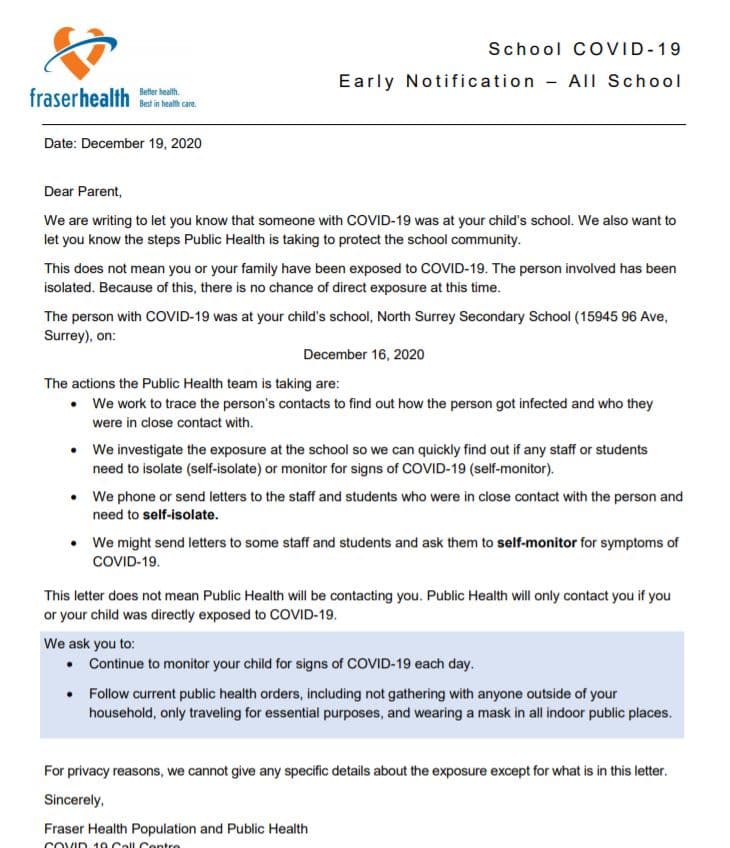 School COVID-19
Early Notification – All School
fraserhealth
Better health.
Best in health care.
Date: December 19, 2020
Dear Parent,
We are writing to let you know that someone with COVID-19 was at your child's school. We also want to
let you know the steps Public Health is taking to protect the school community.
This does not mean you or your family have been exposed to COVID-19. The person involved has been
isolated. Because of this, there is no chance of direct exposure at this time.
The person with COVID-19 was at your child's school, North Surrey Secondary School (15945 96 Ave,
Surrey), on:
December 16, 2020
The actions the Public Health team is taking are:
• We work to trace the person's contacts to find out how the person got infected and who they
were in close contact with.
• We investigate the exposure at the school so we can quickly find out if any staff or students
need to isolate (self-isolate) or monitor for signs of COVID-19 (self-monitor).
• We phone or send letters to the staff and students who were in close contact with the person and
need to self-isolate.
• We might send letters to some staff and students and ask them to self-monitor for symptoms of
COVID-19.
This letter does not mean Public Health will be contacting you. Public Health will only contact you if you
or your child was directly exposed to COVID-19.
We ask you to:
• Continue to monitor your child for signs of COVID-19 each day.
• Follow current public health orders, including not gathering with anyone outside of your
household, only traveling for essential purposes, and wearing a mask in all indoor public places.
For privacy reasons, we cannot give any specific details about the exposure except for what is in this letter.
Sincerely,
Fraser Health Population and Public Health
COVID 19 Call Centre